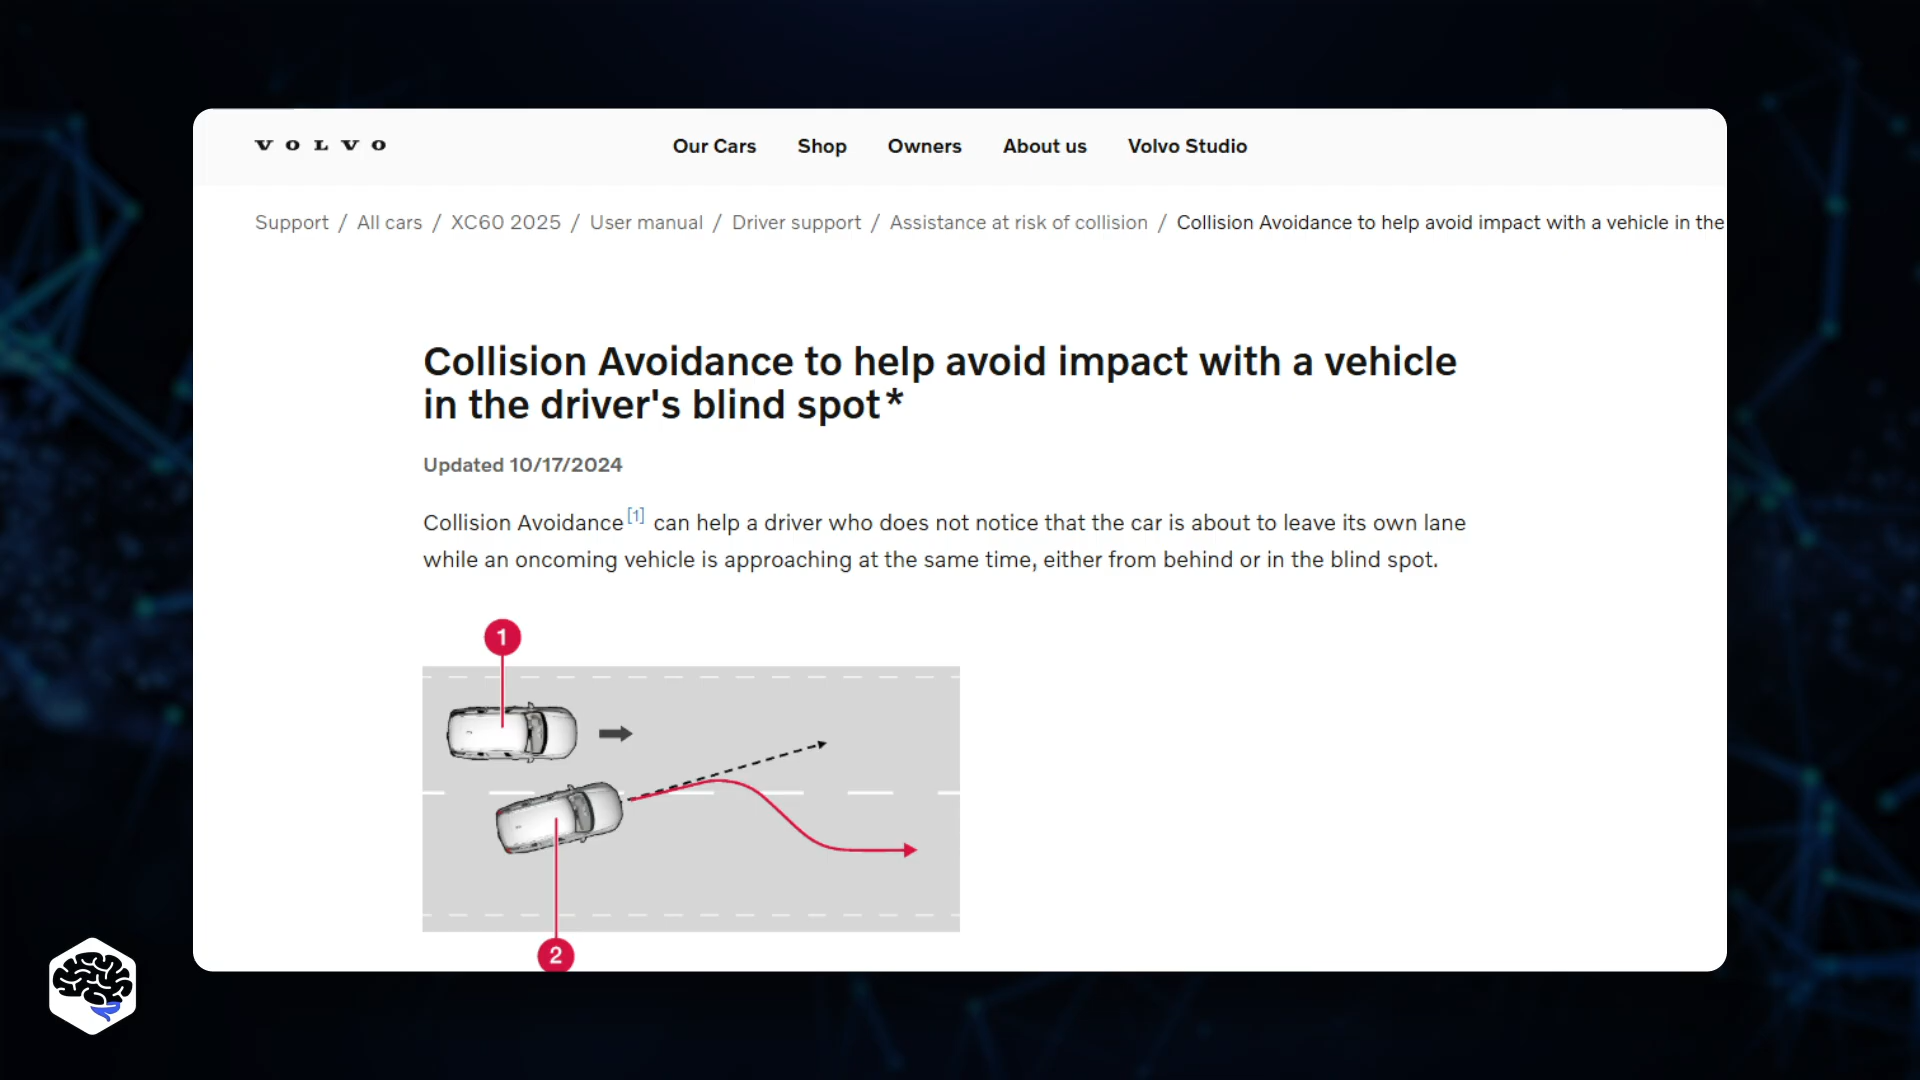 VOLVO
Our Cars Shop Owners About us Volvo Studio
Support / All cars / XC60 2025 / User manual / Driver support / Assistance at risk of collision / Collision Avoidance to help avoid impact with a vehicle in the
Collision Avoidance to help avoid impact with a vehicle
in the driver's blind spot*
Updated 10/17/2024
Collision Avoidance [1] can help a driver who does not notice that the car is about to leave its own lane
while an oncoming vehicle is approaching at the same time, either from behind or in the blind spot.
1
2